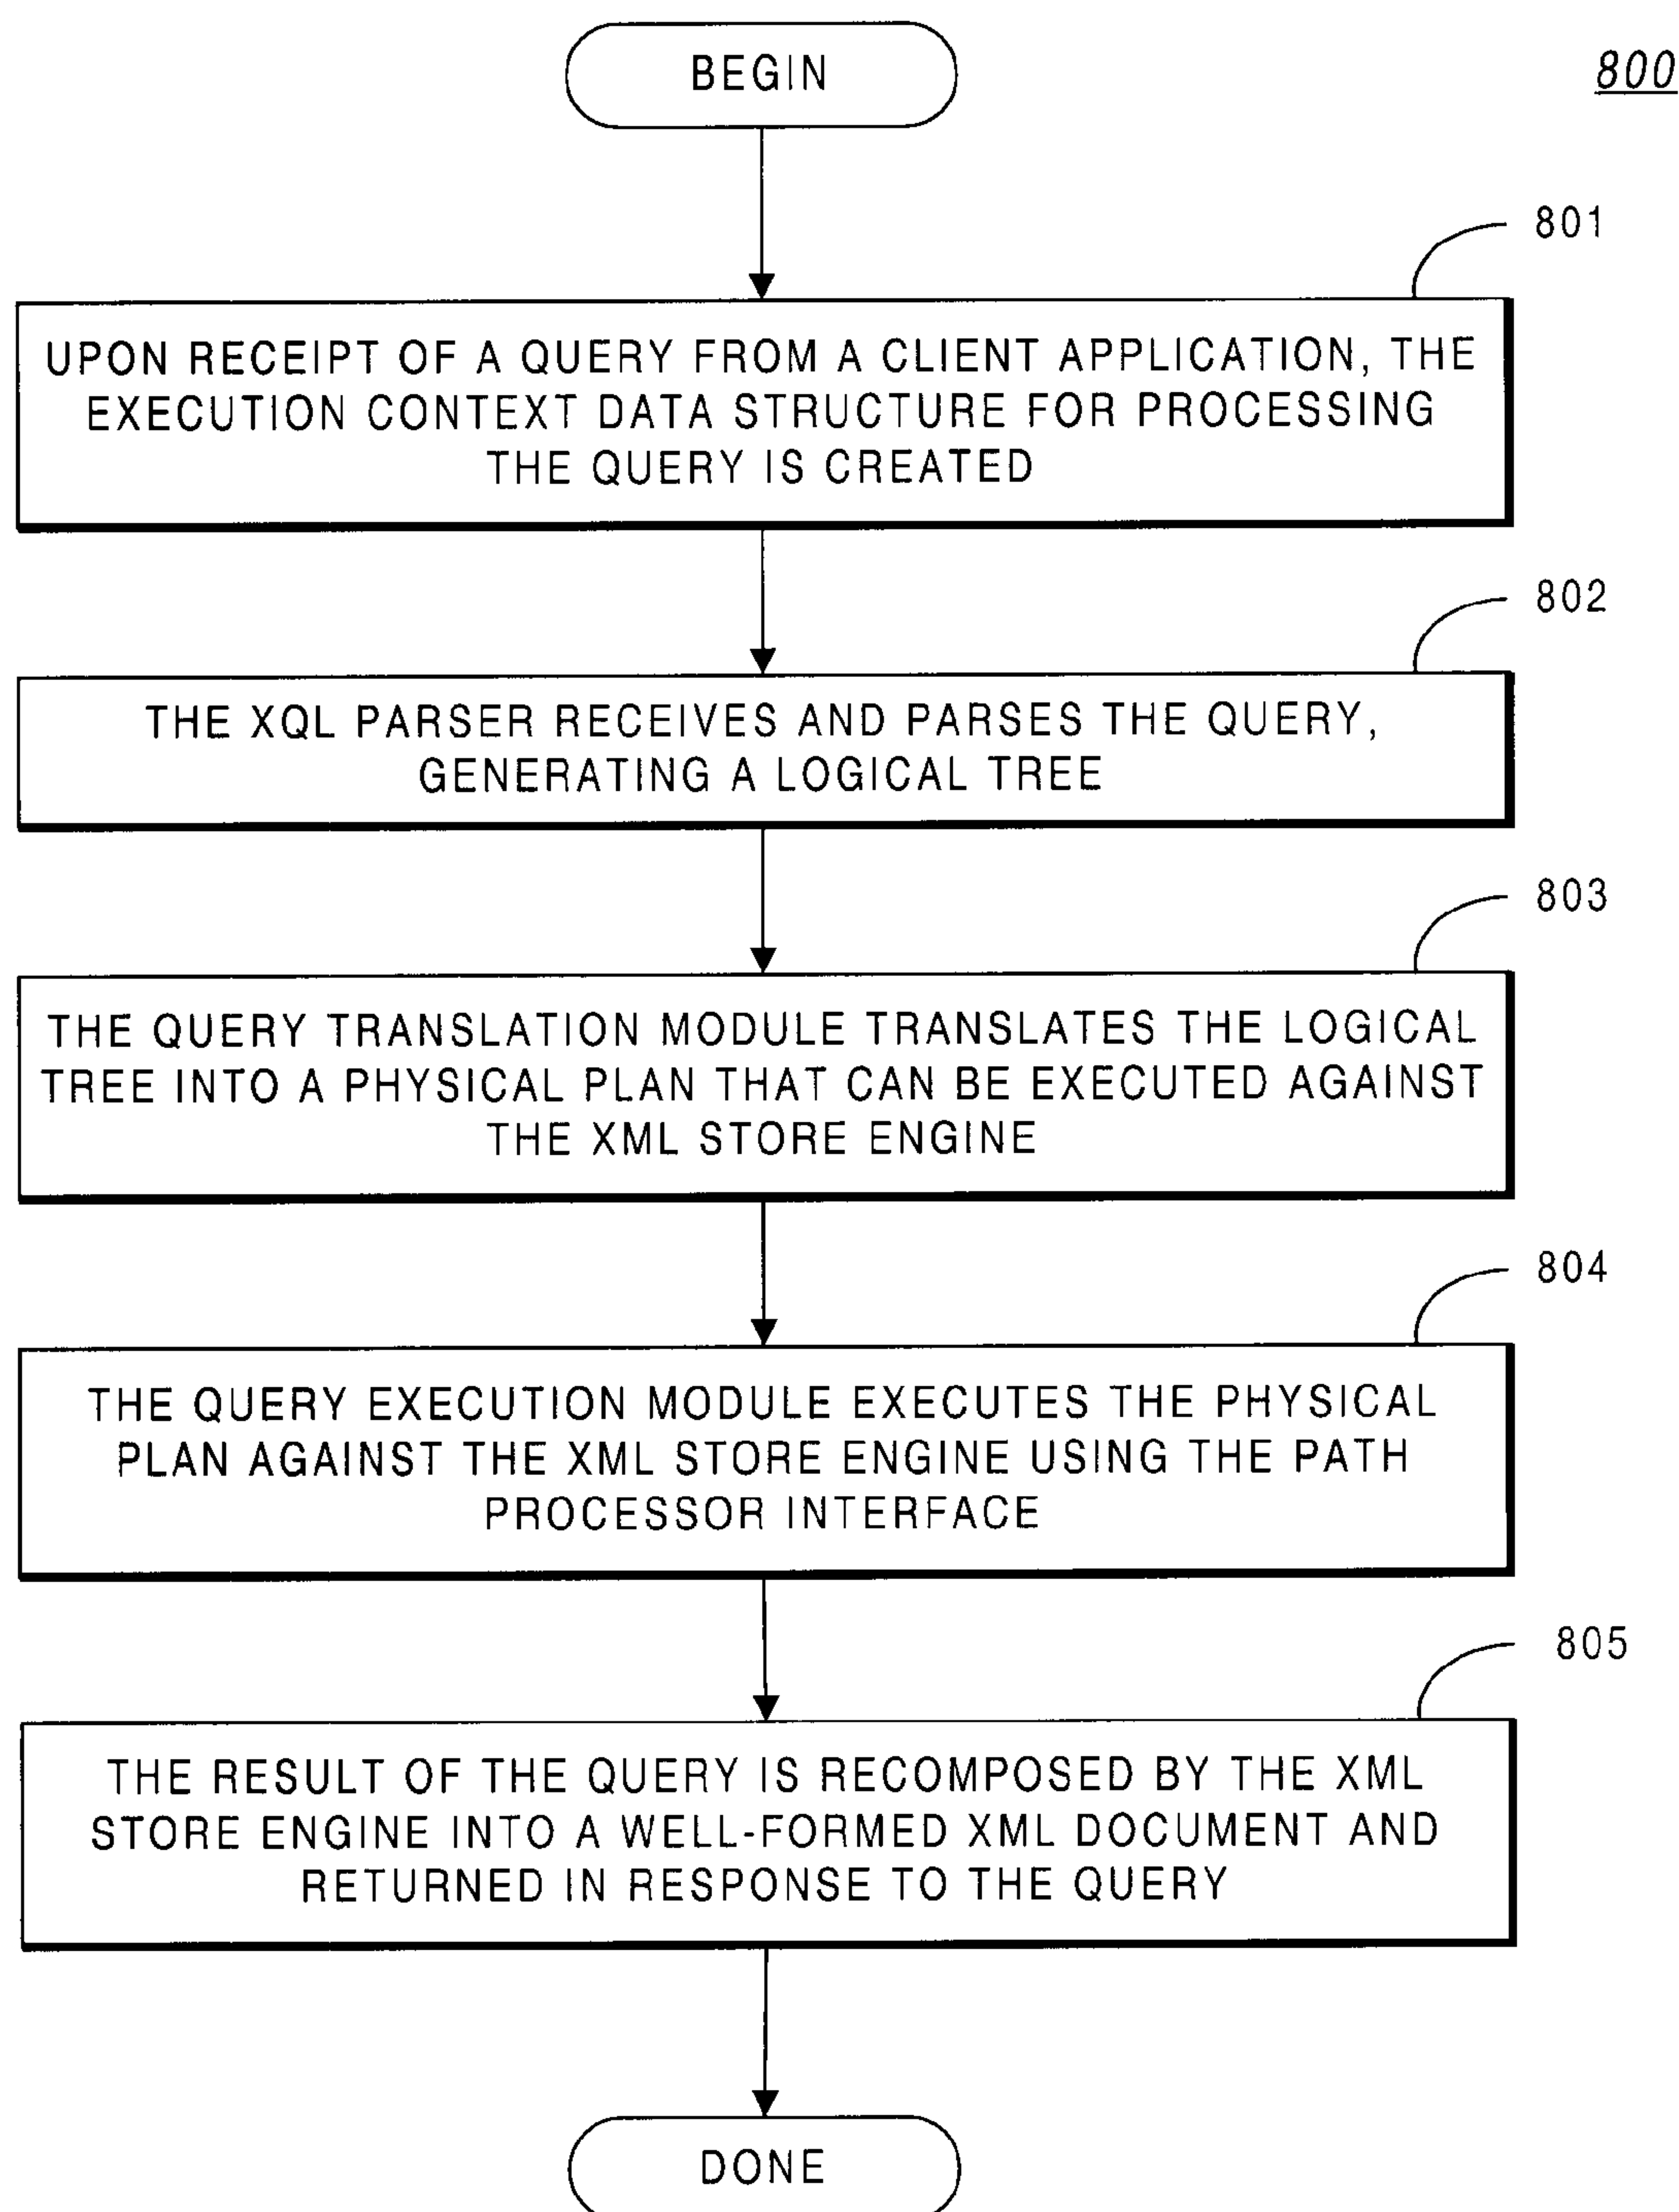 BEGIN
800
801
UPON RECEIPT OF A QUERY FROM A CLIENT APPLICATION, THE
EXECUTION CONTEXT DATA STRUCTURE FOR PROCESSING
THE QUERY IS CREATED
802
THE XQL PARSER RECEIVES AND PARSES THE QUERY,
GENERATING A LOGICAL TREE
803
THE QUERY TRANSLATION MODULE TRANSLATES THE LOGICAL
TREE INTO A PHYSICAL PLAN THAT CAN BE EXECUTED AGAINST
THE XML STORE ENGINE
804
THE QUERY EXECUTION MODULE EXECUTES THE PHYSICAL
PLAN AGAINST THE XML STORE ENGINE USING THE PATH
PROCESSOR INTERFACE
805
THE RESULT OF THE QUERY IS RECOMPOSED BY THE XML
STORE ENGINE INTO A WELL-FORMED XML DOCUMENT AND
RETURNED IN RESPONSE TO THE QUERY
DONE